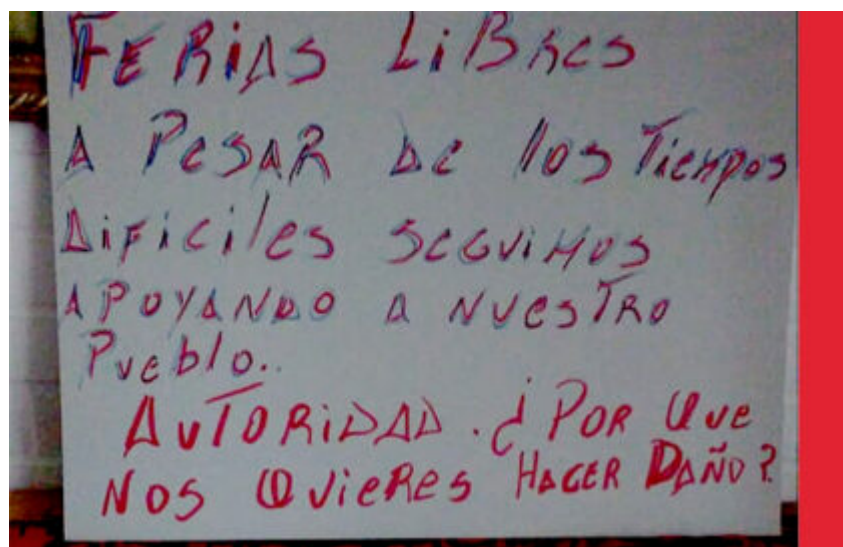 FERiAS LiBRes
A PeSAR De los Tiempos
DiFiciles SeGUiMOS
APOYANDO A NUesTRO
Pueblo..
AUTORiDAD. ¿POR QUe
NOS QUieRes HACER DAÑO?